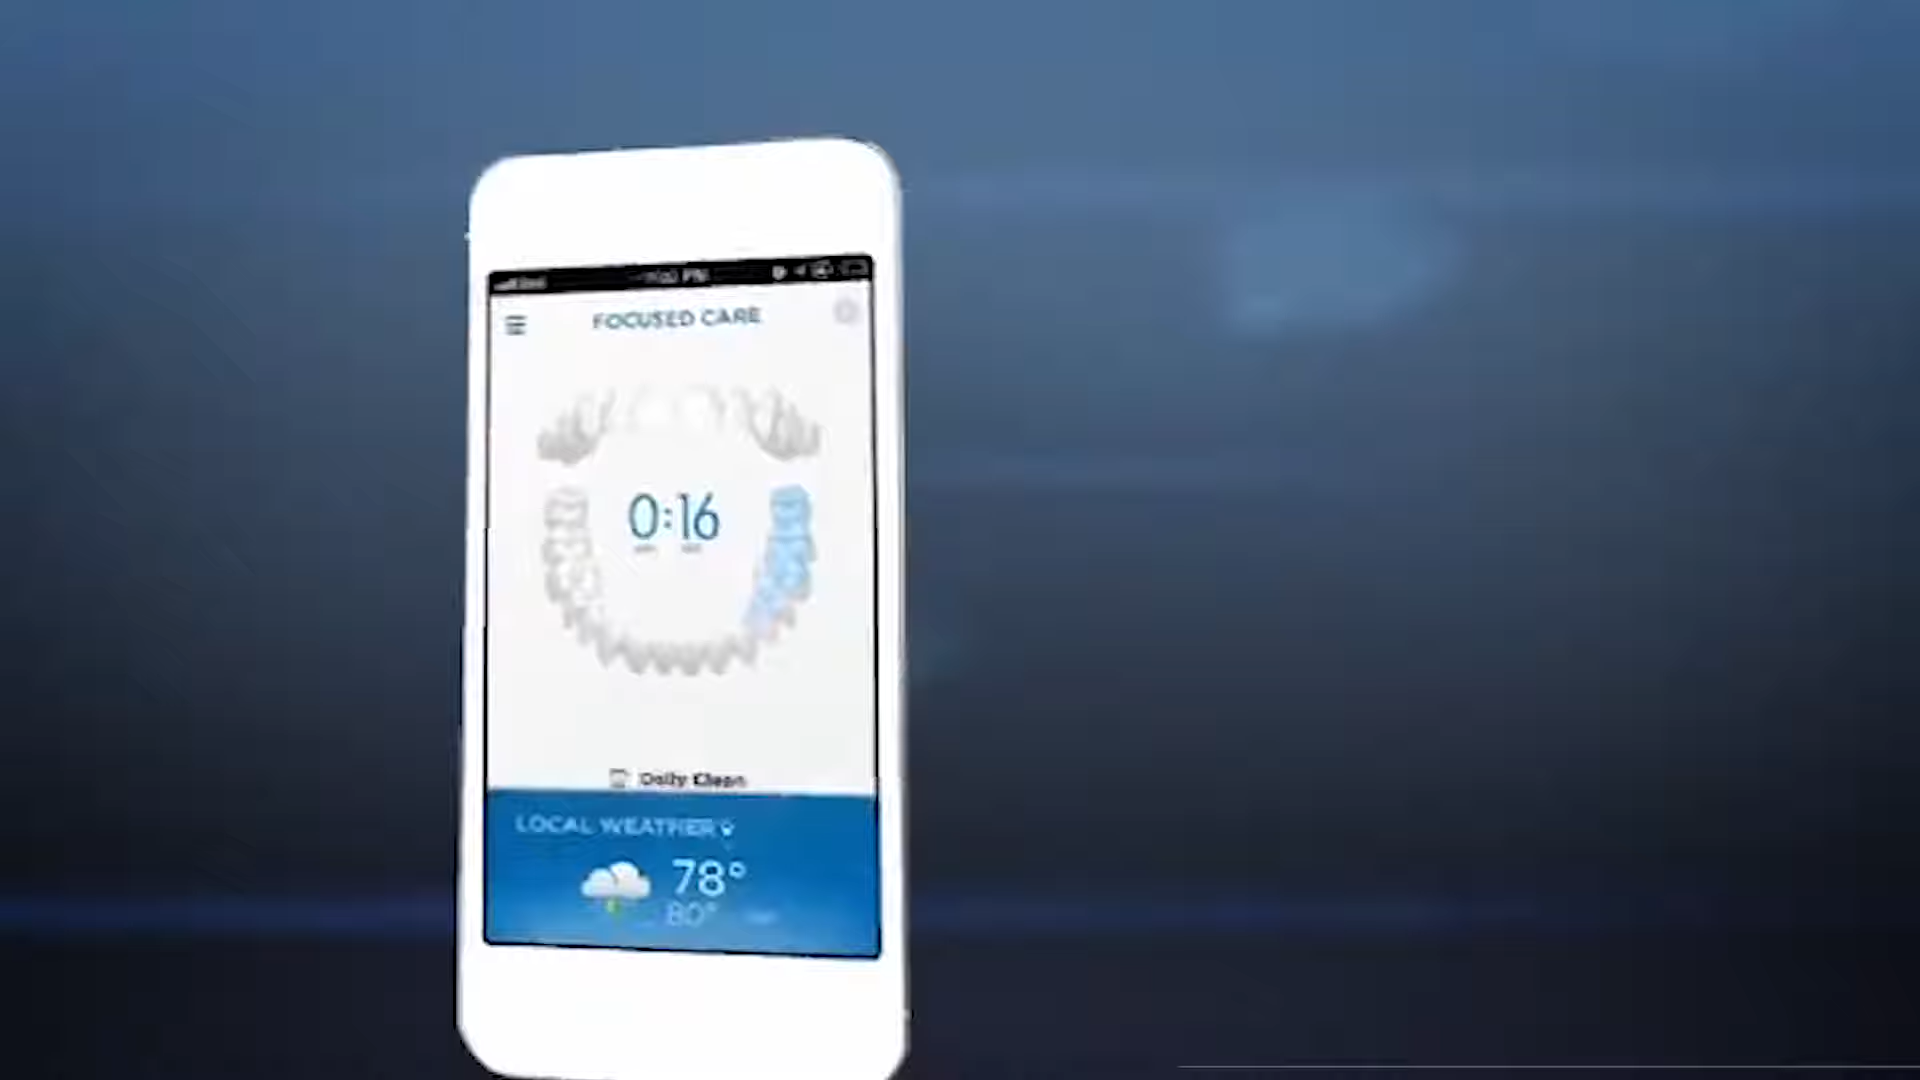 FOCUSED CARE
0:16
Daily Clean
LOCAL WEATHER
78°
80°